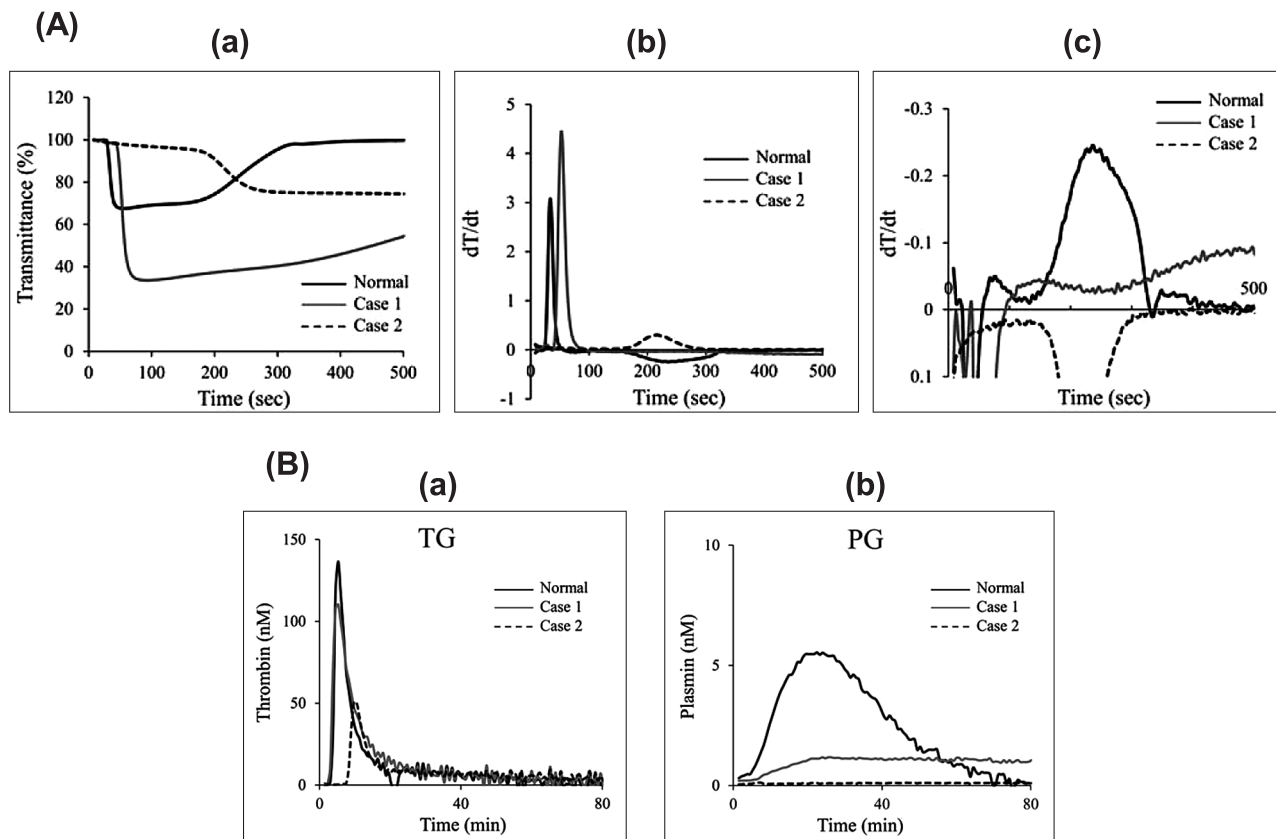 (A)
(a)
(b)
(c)
120
100
80
60
40
20
0
Transmittance (%)
0 100 200 300 400 500
Time (sec)
Normal
Case 1
Case 2
5
4
3
2
1
0
-1
dT/dt
0 100 200 300 400 500
Time (sec)
Normal
Case 1
Case 2
-0.3
-0.2
-0.1
0
0.1
dT/dt
0 500
Time (sec)
Normal
Case 1
Case 2
(B)
(a)
(b)
TG
150
100
50
0
Thrombin (nM)
0 40 80
Time (min)
Normal
Case 1
Case 2
PG
10
5
0
Plasmin (nM)
0 40 80
Time (min)
Normal
Case 1
Case 2